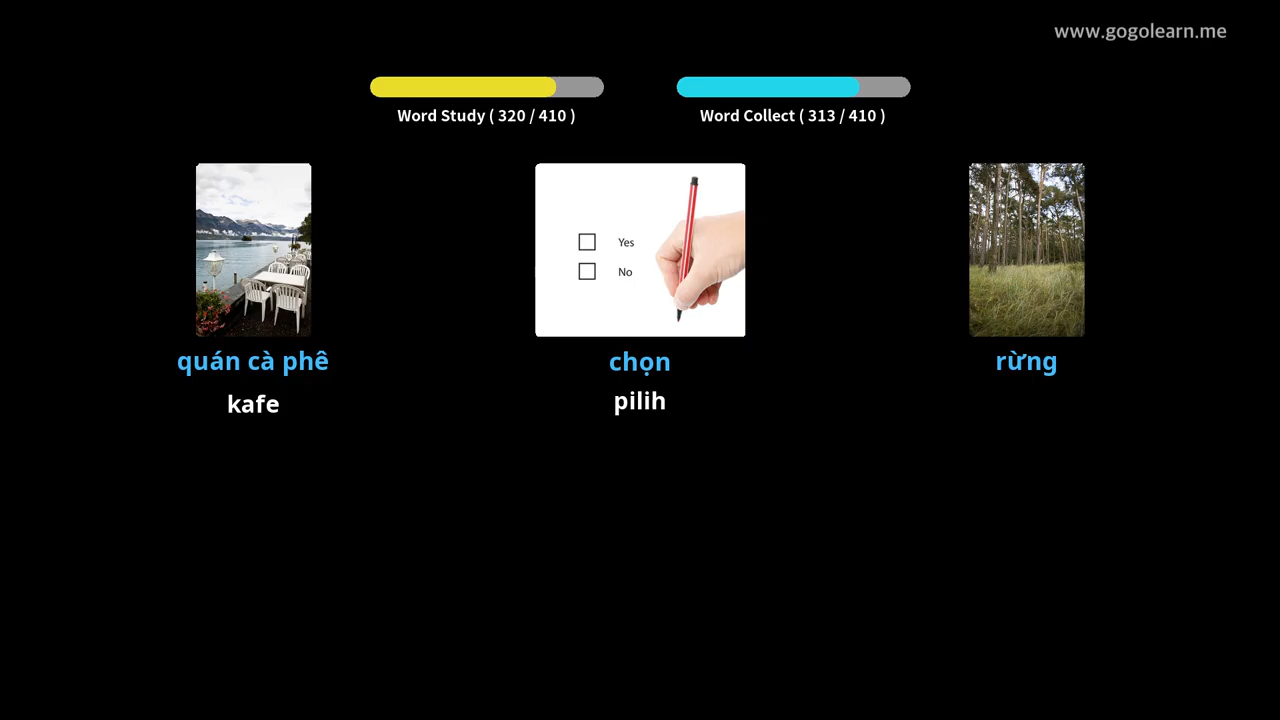 www.gogolearn.me
Word Study ( 320 / 410 )
Word Collect ( 313 / 410 )
Yes
No
quán cà phê
chọn
rừng
kafe
pilih